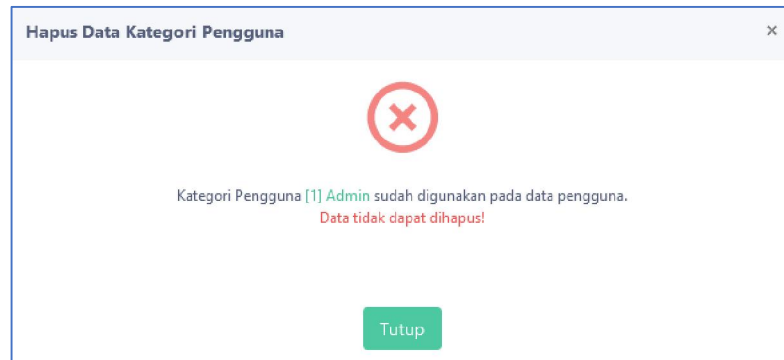 Hapus Data Kategori Pengguna
×
Kategori Pengguna [1] Admin sudah digunakan pada data pengguna.
Data tidak dapat dihapus!
Tutup